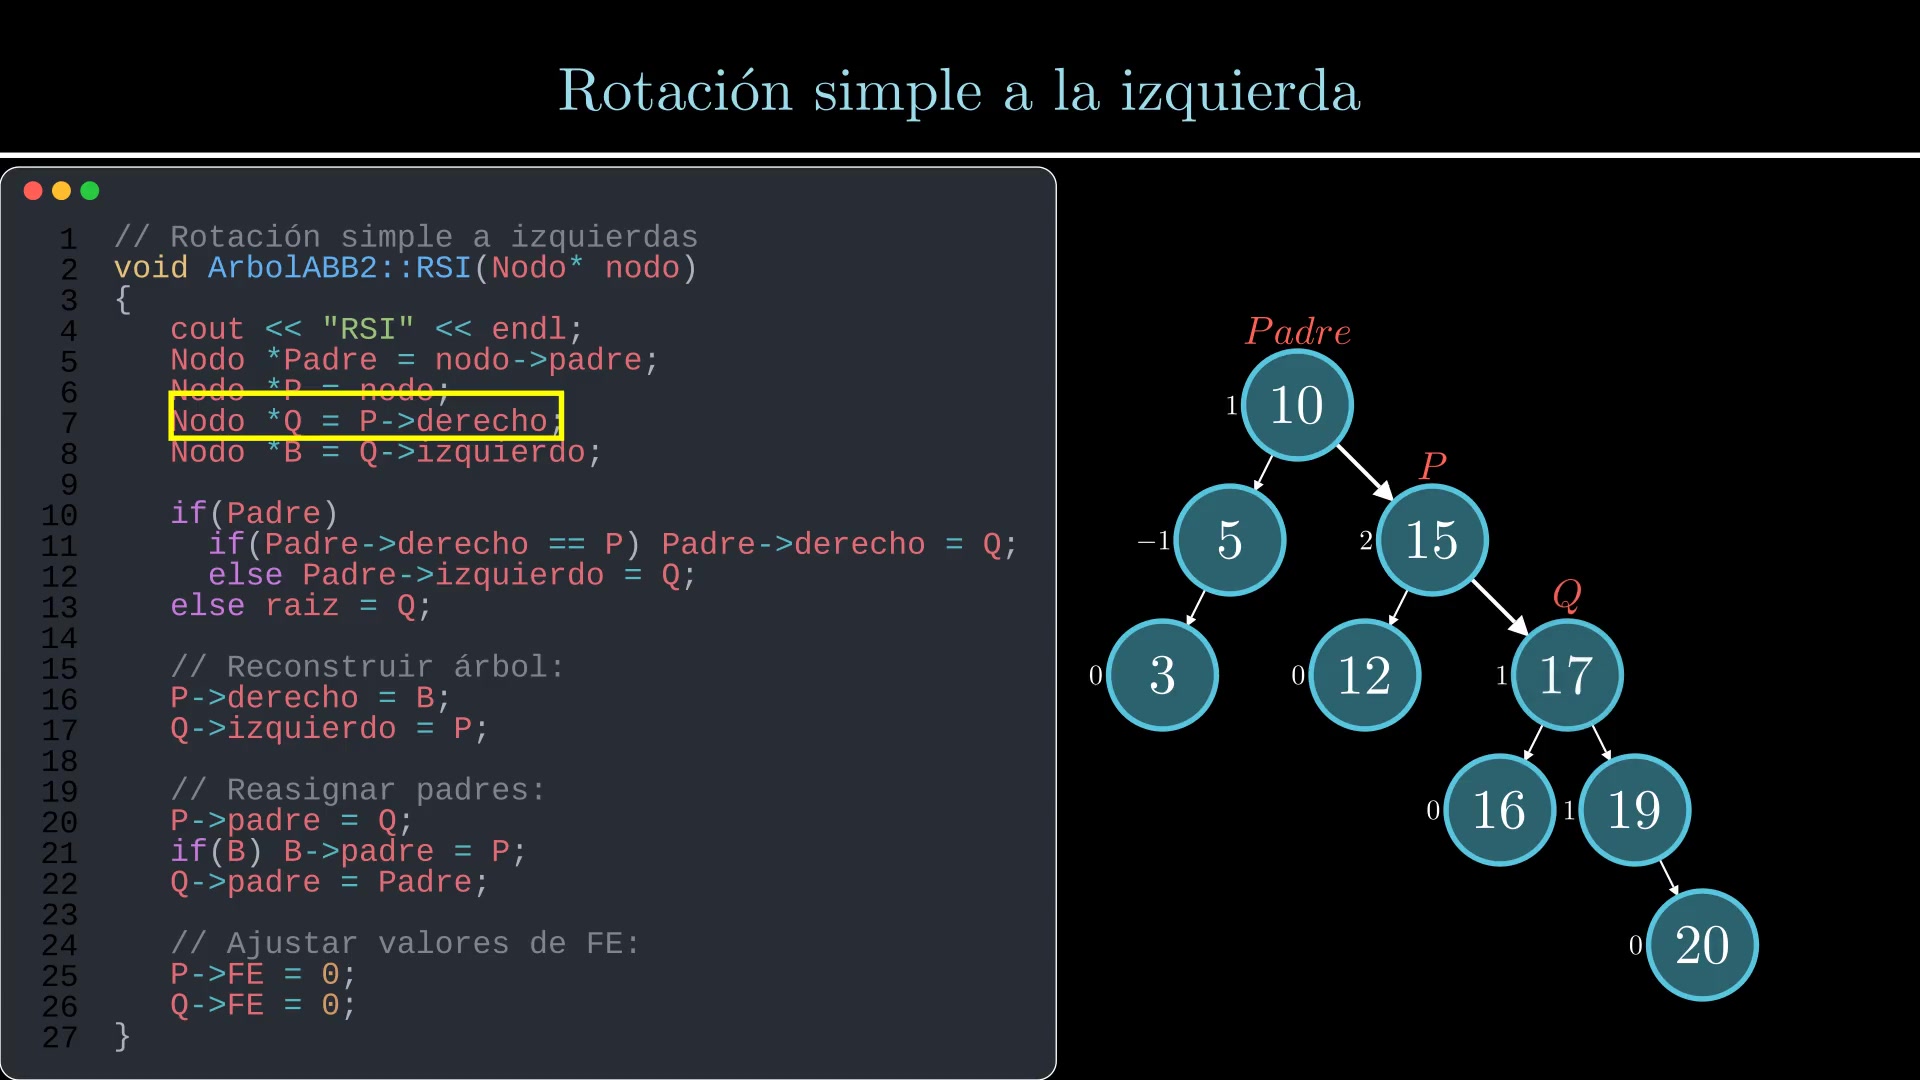 Rotación simple a la izquierda
1 // Rotación simple a izquierdas
2 void ArbolABB2::RSI(Nodo* nodo)
3 {
4 cout << "RSI" << endl;
5 Nodo *Padre = nodo->padre;
6 Nodo *P = nodo;
7 Nodo *Q = P->derecho;
8 Nodo *B = Q->izquierdo;
9
10 if(Padre)
11 if(Padre->derecho == P) Padre->derecho = Q;
12 else Padre->izquierdo = Q;
13 else raiz = Q;
14
15 // Reconstruir árbol:
16 P->derecho = B;
17 Q->izquierdo = P;
18
19 // Reasignar padres:
20 P->padre = Q;
21 if(B) B->padre = P;
22 Q->padre = Padre;
23
24 // Ajustar valores de FE:
25 P->FE = 0;
26 Q->FE = 0;
27 }
Padre
1 10
P
−1 5 2 15
Q
0 3 0 12 1 17
0 16 1 19
0 20